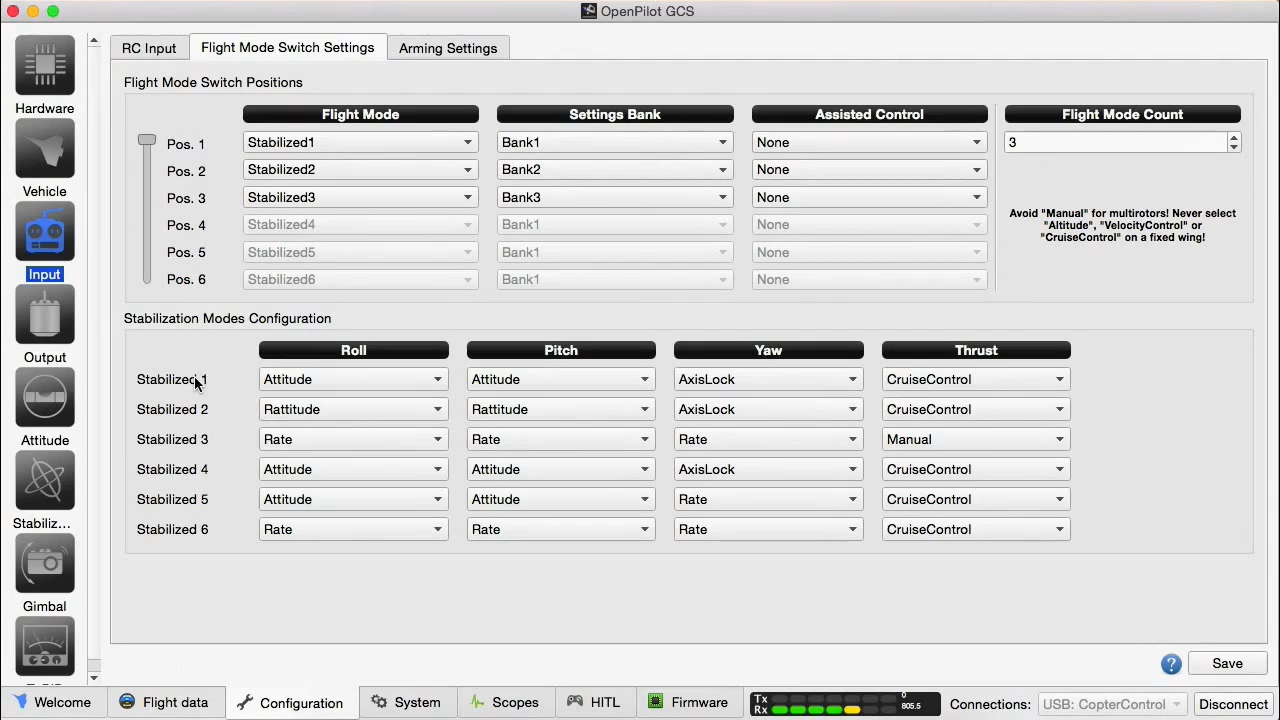 OpenPilot GCS
RC Input Flight Mode Switch Settings Arming Settings
Flight Mode Switch Positions
Flight Mode Settings Bank Assisted Control Flight Mode Count
Pos. 1 Stabilized1 Bank1 None 3
Pos. 2 Stabilized2 Bank2 None
Pos. 3 Stabilized3 Bank3 None
Avoid "Manual" for multirotors! Never select
"Altitude", "VelocityControl" or
"CruiseControl" on a fixed wing!
Pos. 4 Stabilized4 Bank1 None
Pos. 5 Stabilized5 Bank1 None
Pos. 6 Stabilized6 Bank1 None
Stabilization Modes Configuration
Roll Pitch Yaw Thrust
Stabilized 1 Attitude Attitude AxisLock CruiseControl
Stabilized 2 Rattitude Rattitude AxisLock CruiseControl
Stabilized 3 Rate Rate Rate Manual
Stabilized 4 Attitude Attitude AxisLock CruiseControl
Stabilized 5 Attitude Attitude Rate CruiseControl
Stabilized 6 Rate Rate Rate CruiseControl
Hardware
Vehicle
Input
Output
Attitude
Stabiliz...
Gimbal
? Save
Welcom Flight data Configuration System Scopes HITL Firmware Tx Rx 0 805.5 Connections: USB: CopterControl Disconnect